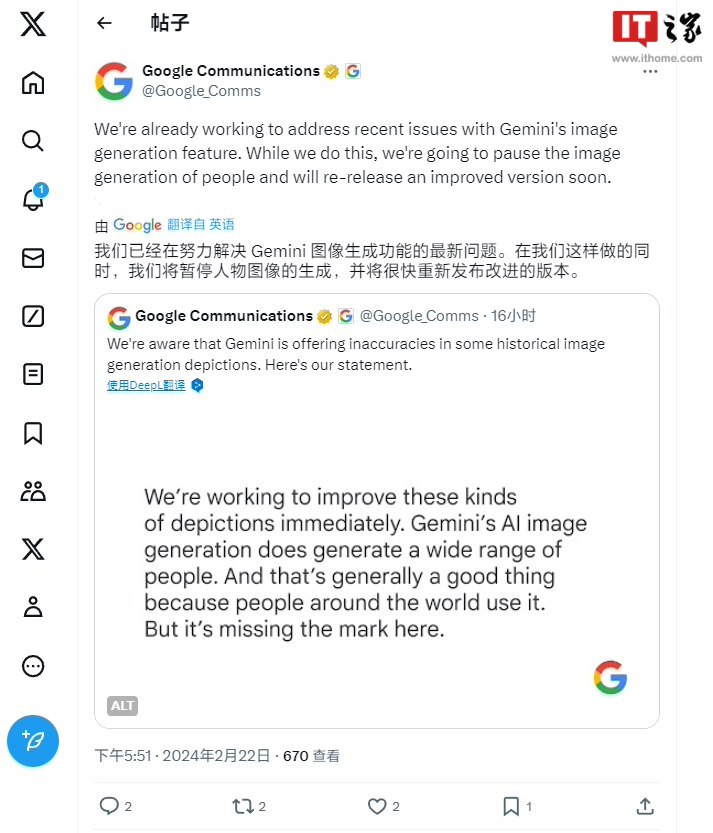 帖子
IT之家
www.ithome.com
Google Communications
@Google_Comms
We're already working to address recent issues with Gemini's image
generation feature. While we do this, we're going to pause the image
generation of people and will re-release an improved version soon.
1
由 Google 翻译自 英语
我们已经在努力解决 Gemini 图像生成功能的最新问题。在我们这样做的同
时，我们将暂停人物图像的生成，并将很快重新发布改进的版本。
Google Communications @Google_Comms · 16小时
We're aware that Gemini is offering inaccuracies in some historical image
generation depictions. Here's our statement.
使用DeepL翻译
We're working to improve these kinds
of depictions immediately. Gemini's AI image
generation does generate a wide range of
people. And that's generally a good thing
because people around the world use it.
But it's missing the mark here.
ALT
下午5:51 · 2024年2月22日 · 670 查看
2 2 2 1